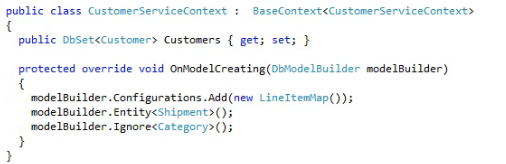 public class CustomerServiceContext : BaseContext<CustomerServiceContext>
{
  public DbSet<Customer> Customers { get; set; }

  protected override void OnModelCreating(DbModelBuilder modelBuilder)
  {
    modelBuilder.Configurations.Add(new LineItemMap());
    modelBuilder.Entity<Shipment>();
    modelBuilder.Ignore<Category>();
  }
}